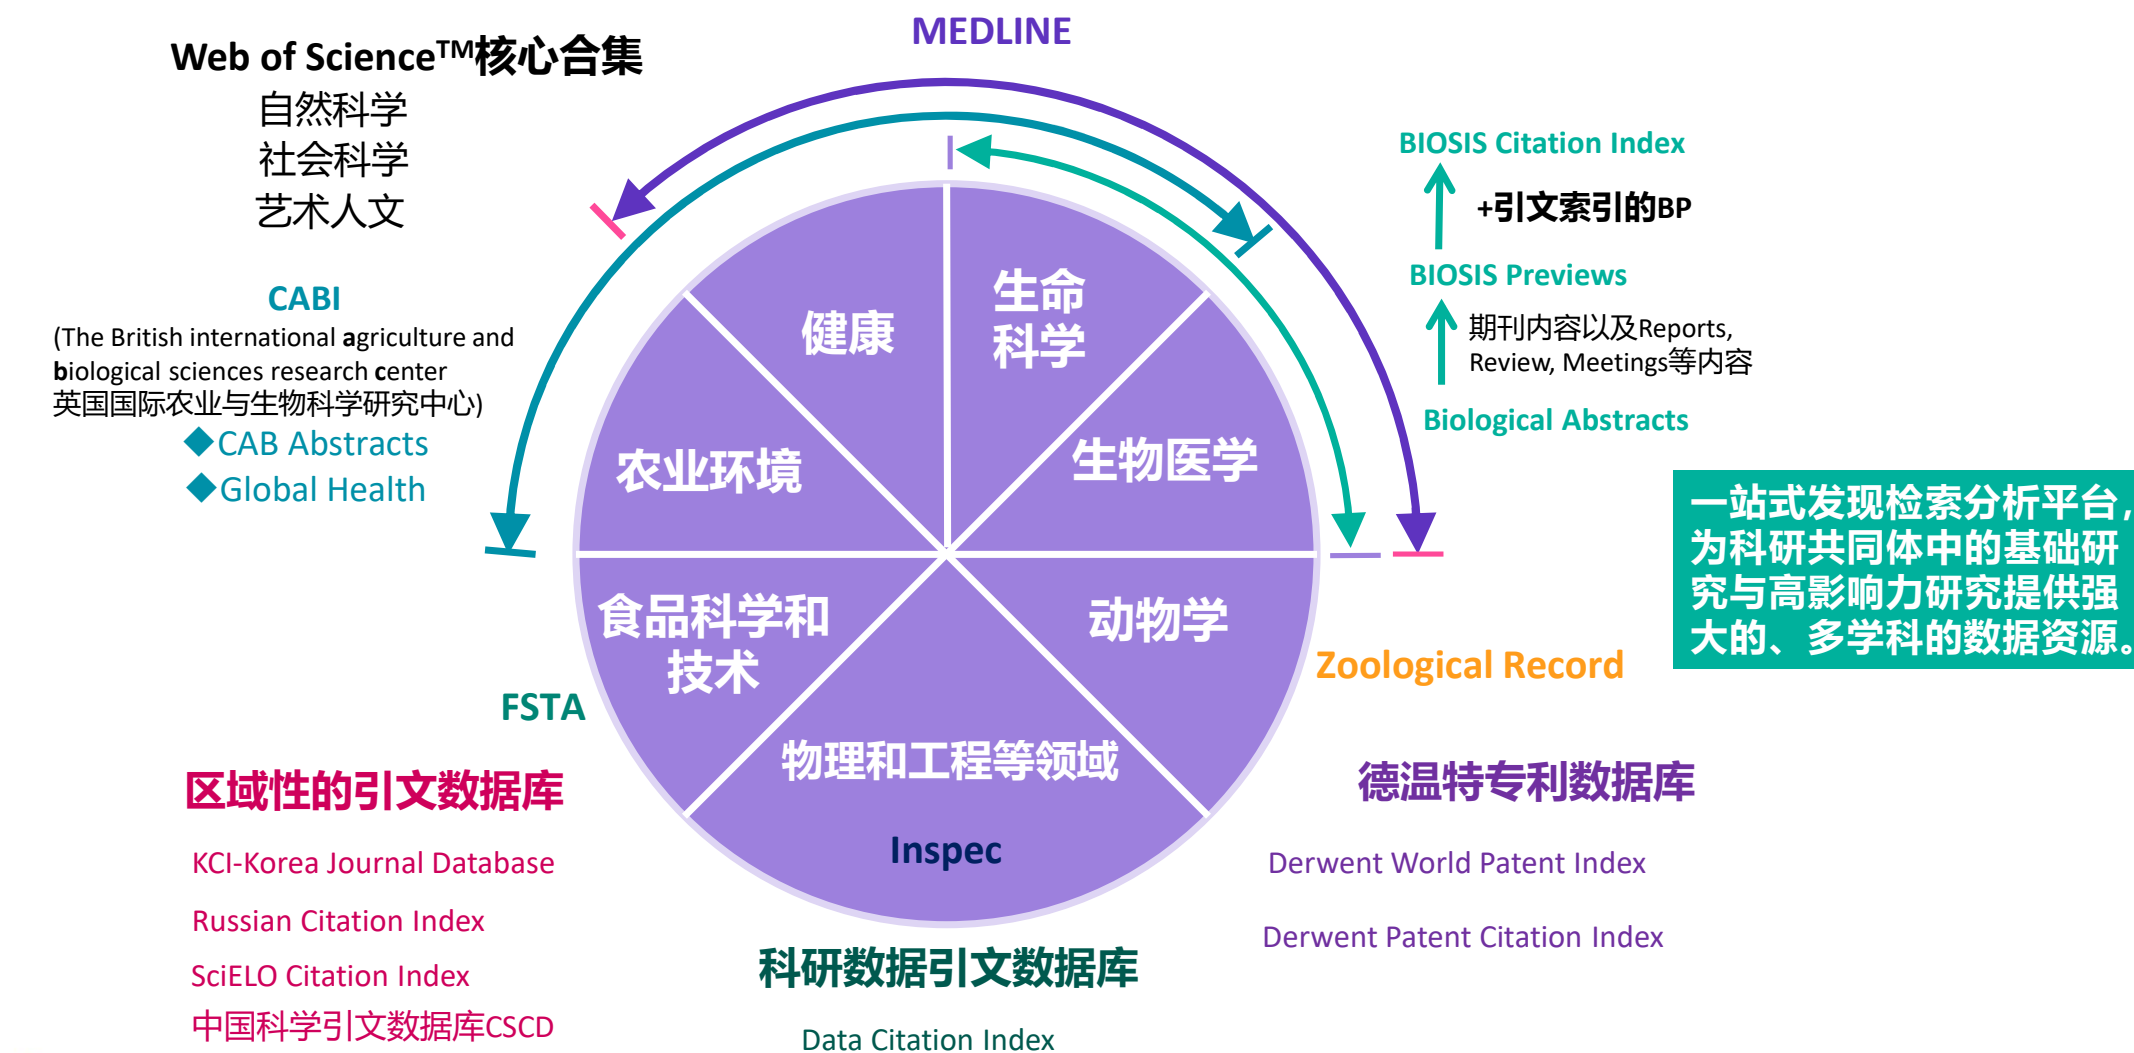 MEDLINE
Web of Science™核心合集
自然科学
社会科学
艺术人文
CABI
(The British international agriculture and
biological sciences research center
英国国际农业与生物科学研究中心)
◆CAB Abstracts
◆Global Health
BIOSIS Citation Index
+引文索引的BP
BIOSIS Previews
期刊内容以及Reports,
Review, Meetings等内容
Biological Abstracts
一站式发现检索分析平台，
为科研共同体中的基础研
究与高影响力研究提供强
大的、多学科的数据资源。
健康
生命
科学
农业环境
生物医学
食品科学和
技术
动物学
物理和工程等领域
Inspec
FSTA
Zoological Record
区域性的引文数据库
KCI-Korea Journal Database
Russian Citation Index
SciELO Citation Index
中国科学引文数据库CSCD
科研数据引文数据库
Data Citation Index
德温特专利数据库
Derwent World Patent Index
Derwent Patent Citation Index